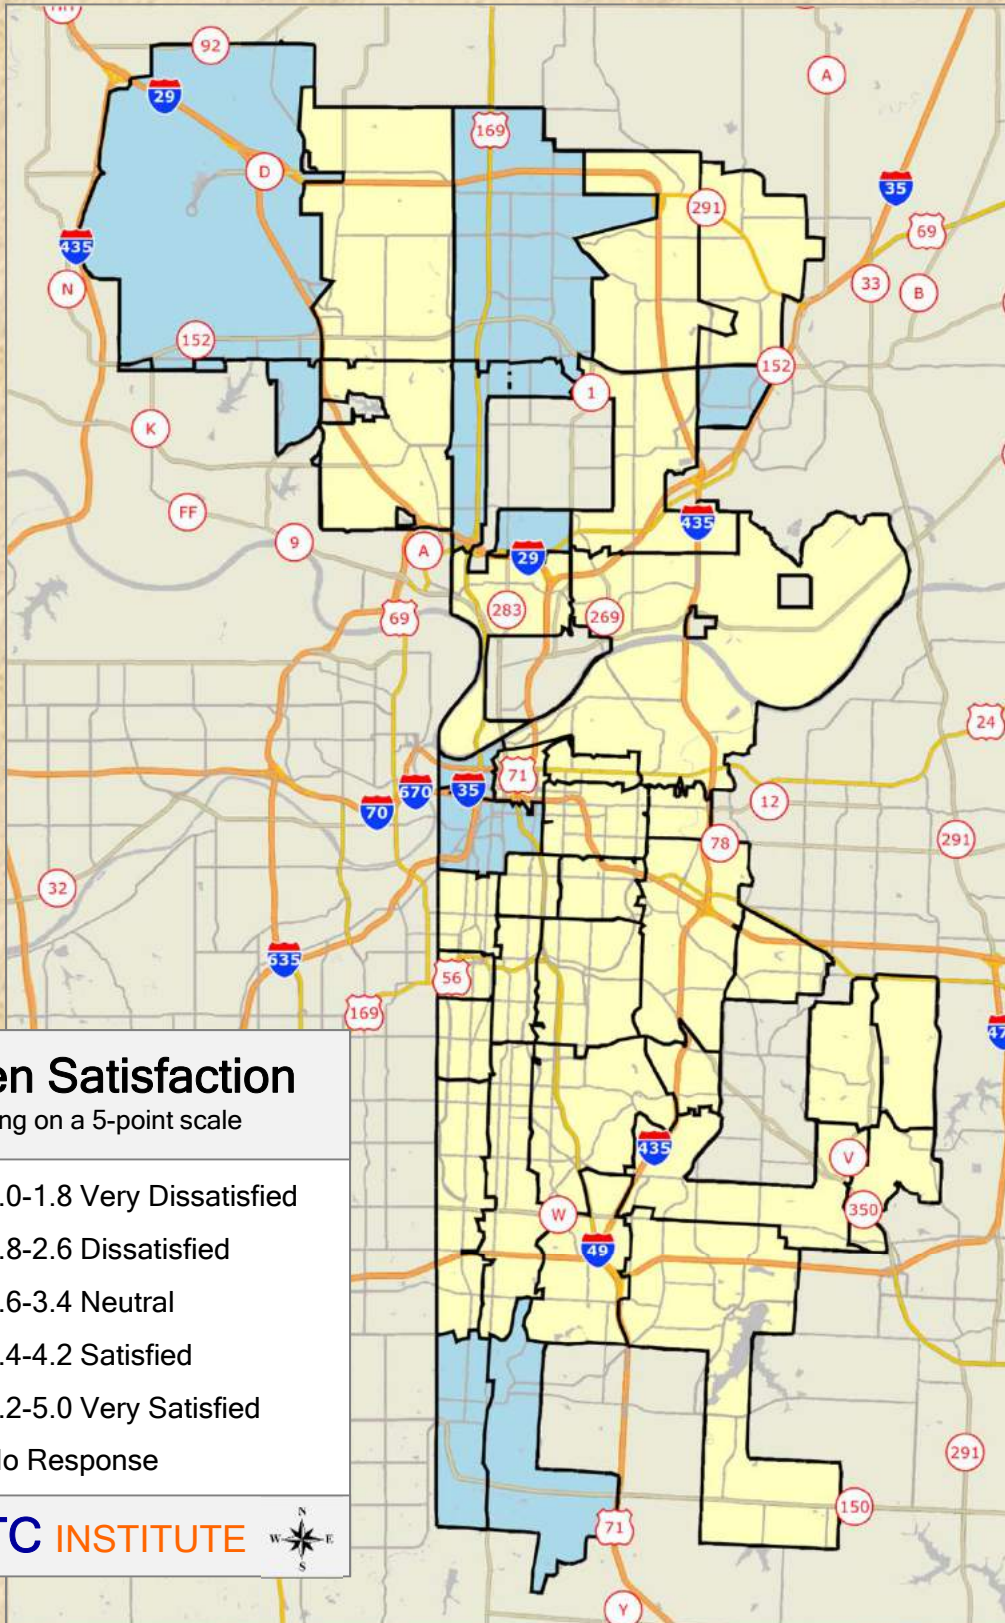 92
29
169
A
D
291
35
435
69
N
33
B
152
152
1
K
FF
435
9
A
29
283
269
69
24
71
670
35
70
12
78
291
32
635
56
169
en Satisfaction
ng on a 5-point scale
435
V
.0-1.8 Very Dissatisfied
350
W
.8-2.6 Dissatisfied
49
.6-3.4 Neutral
.4-4.2 Satisfied
.2-5.0 Very Satisfied
o Response
291
150
TC INSTITUTE
N
W E
S
71
Y